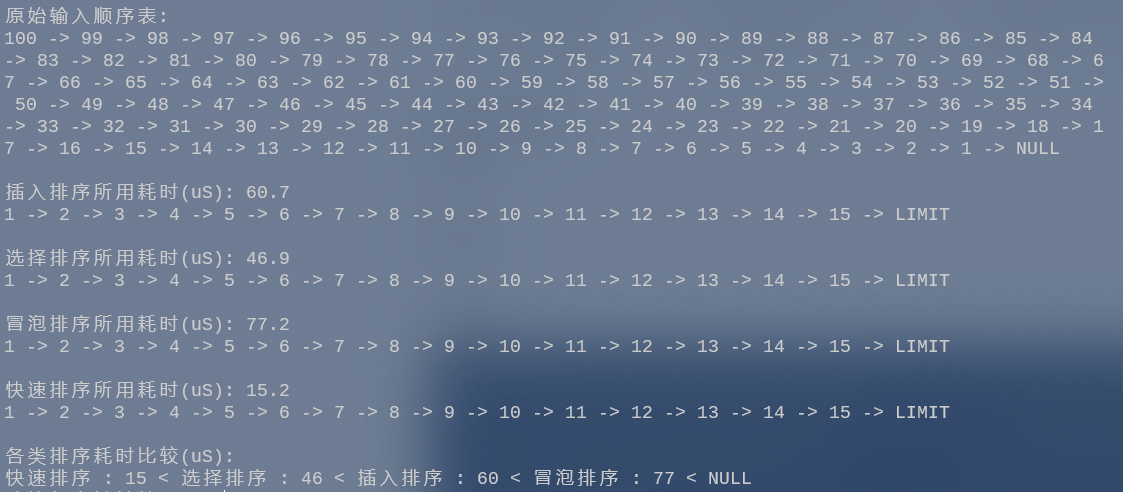 原始输入顺序表:
100 -> 99 -> 98 -> 97 -> 96 -> 95 -> 94 -> 93 -> 92 -> 91 -> 90 -> 89 -> 88 -> 87 -> 86 -> 85 -> 84
-> 83 -> 82 -> 81 -> 80 -> 79 -> 78 -> 77 -> 76 -> 75 -> 74 -> 73 -> 72 -> 71 -> 70 -> 69 -> 68 -> 6
7 -> 66 -> 65 -> 64 -> 63 -> 62 -> 61 -> 60 -> 59 -> 58 -> 57 -> 56 -> 55 -> 54 -> 53 -> 52 -> 51 ->
50 -> 49 -> 48 -> 47 -> 46 -> 45 -> 44 -> 43 -> 42 -> 41 -> 40 -> 39 -> 38 -> 37 -> 36 -> 35 -> 34
-> 33 -> 32 -> 31 -> 30 -> 29 -> 28 -> 27 -> 26 -> 25 -> 24 -> 23 -> 22 -> 21 -> 20 -> 19 -> 18 -> 1
7 -> 16 -> 15 -> 14 -> 13 -> 12 -> 11 -> 10 -> 9 -> 8 -> 7 -> 6 -> 5 -> 4 -> 3 -> 2 -> 1 -> NULL
插入排序所用耗时(uS): 60.7
1 -> 2 -> 3 -> 4 -> 5 -> 6 -> 7 -> 8 -> 9 -> 10 -> 11 -> 12 -> 13 -> 14 -> 15 -> LIMIT
选择排序所用耗时(uS): 46.9
1 -> 2 -> 3 -> 4 -> 5 -> 6 -> 7 -> 8 -> 9 -> 10 -> 11 -> 12 -> 13 -> 14 -> 15 -> LIMIT
冒泡排序所用耗时(uS): 77.2
1 -> 2 -> 3 -> 4 -> 5 -> 6 -> 7 -> 8 -> 9 -> 10 -> 11 -> 12 -> 13 -> 14 -> 15 -> LIMIT
快速排序所用耗时(uS): 15.2
1 -> 2 -> 3 -> 4 -> 5 -> 6 -> 7 -> 8 -> 9 -> 10 -> 11 -> 12 -> 13 -> 14 -> 15 -> LIMIT
各类排序耗时比较(uS):
快速排序 : 15 < 选择排序 : 46 < 插入排序 : 60 < 冒泡排序 : 77 < NULL